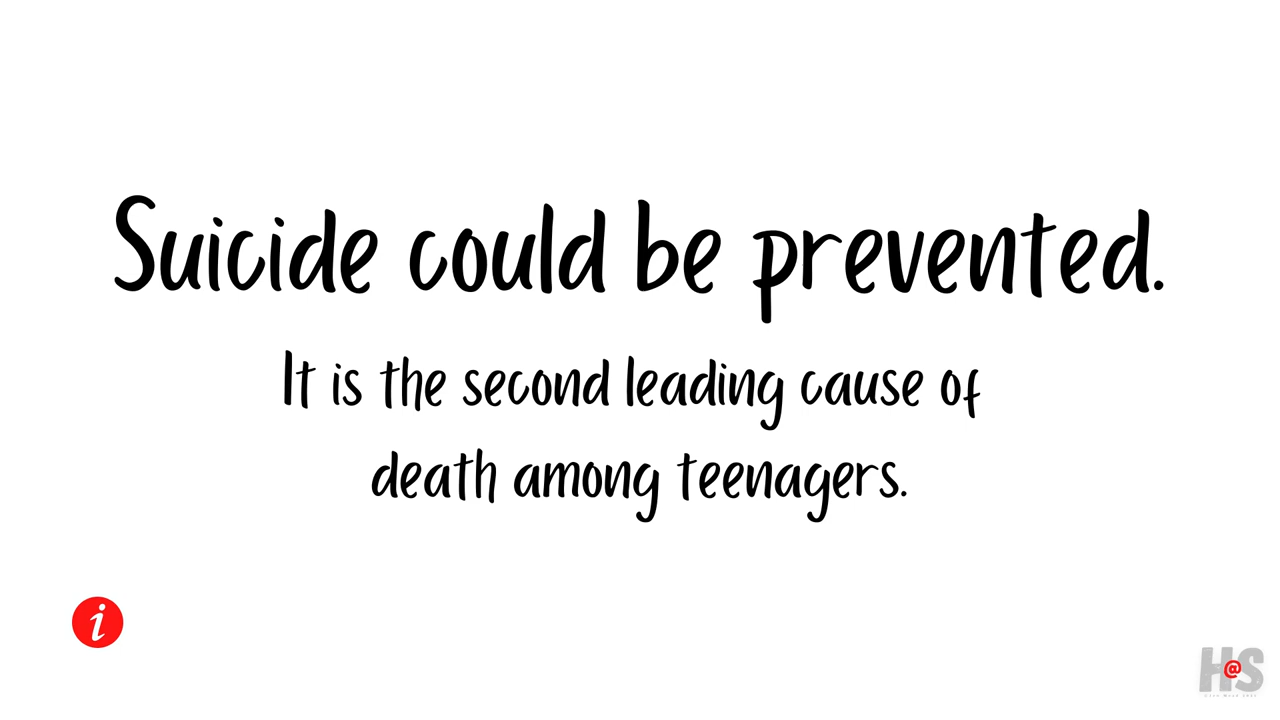 Suicide could be prevented.
It is the second leading cause of
death among teenagers.
i
H@S